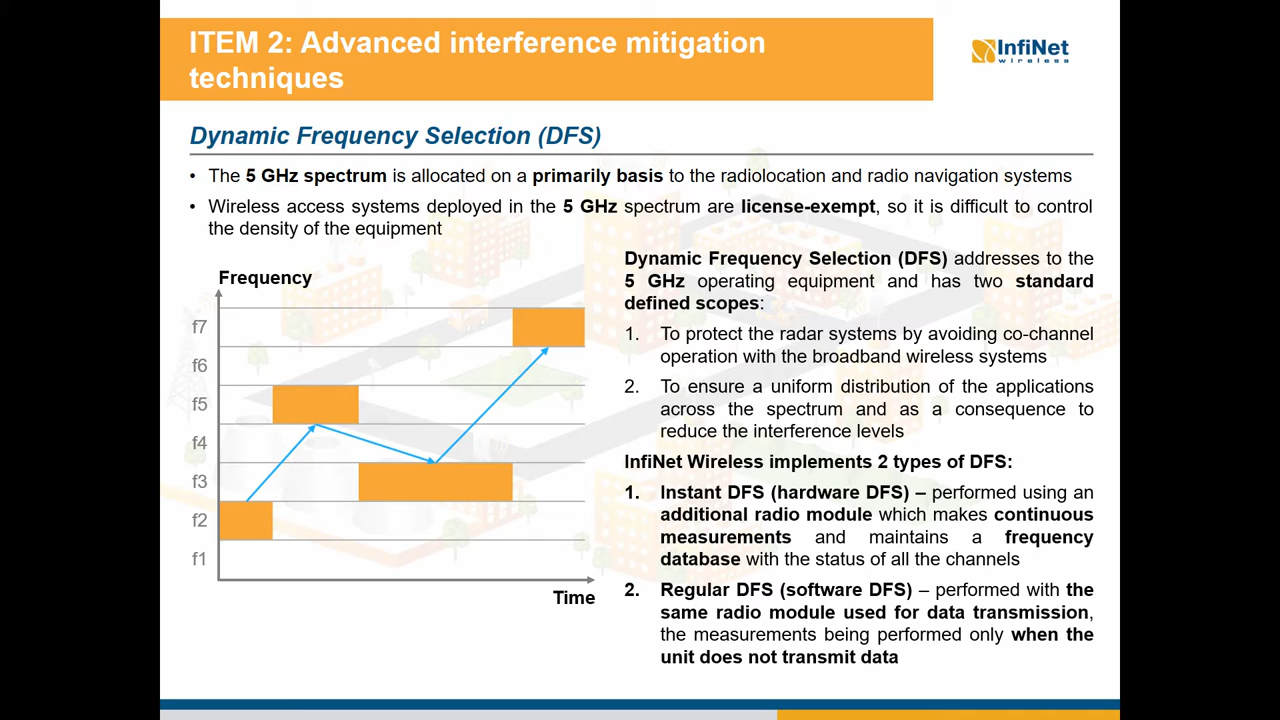 ITEM 2: Advanced interference mitigation
techniques
InfiNet
wireless
Dynamic Frequency Selection (DFS)
• The 5 GHz spectrum is allocated on a primarily basis to the radiolocation and radio navigation systems
• Wireless access systems deployed in the 5 GHz spectrum are license-exempt, so it is difficult to control
the density of the equipment
Frequency
f7
f6
f5
f4
f3
f2
f1
Time
Dynamic Frequency Selection (DFS) addresses to the
5 GHz operating equipment and has two standard
defined scopes:
1. To protect the radar systems by avoiding co-channel
operation with the broadband wireless systems
2. To ensure a uniform distribution of the applications
across the spectrum and as a consequence to
reduce the interference levels
InfiNet Wireless implements 2 types of DFS:
1. Instant DFS (hardware DFS) – performed using an
additional radio module which makes continuous
measurements and maintains a frequency
database with the status of all the channels
2. Regular DFS (software DFS) – performed with the
same radio module used for data transmission,
the measurements being performed only when the
unit does not transmit data